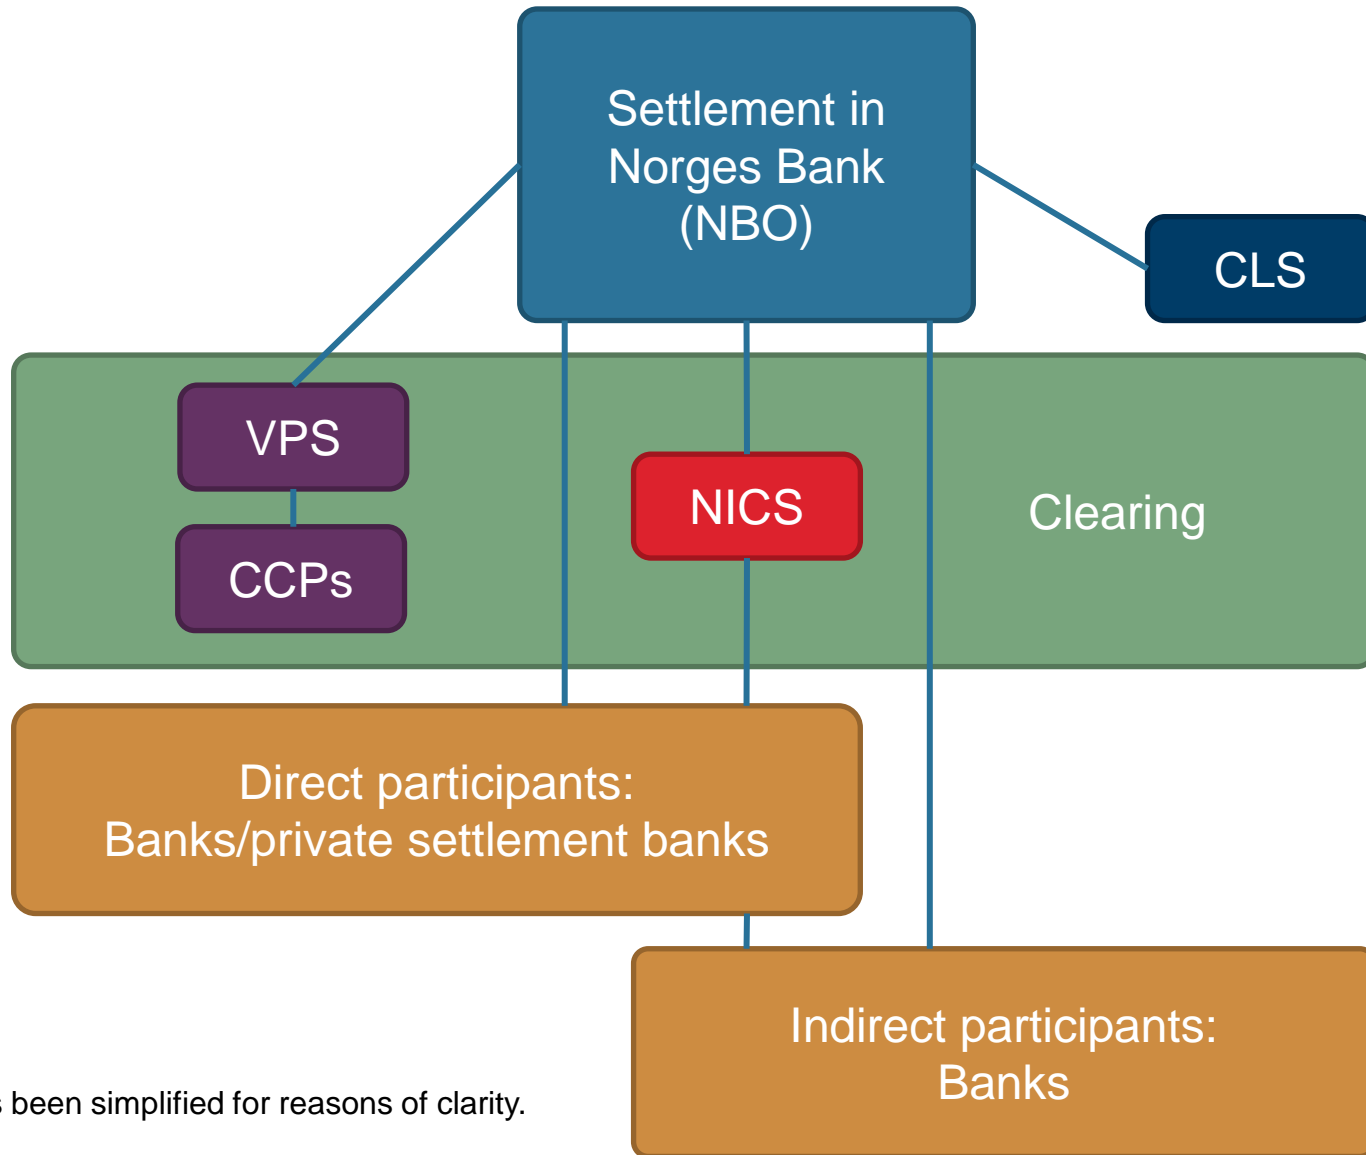 Settlement in
Norges Bank
(NBO)
CLS
VPS
NICS
Clearing
CCPs
Direct participants:
Banks/private settlement banks
Indirect participants:
Banks
been simplified for reasons of clarity.